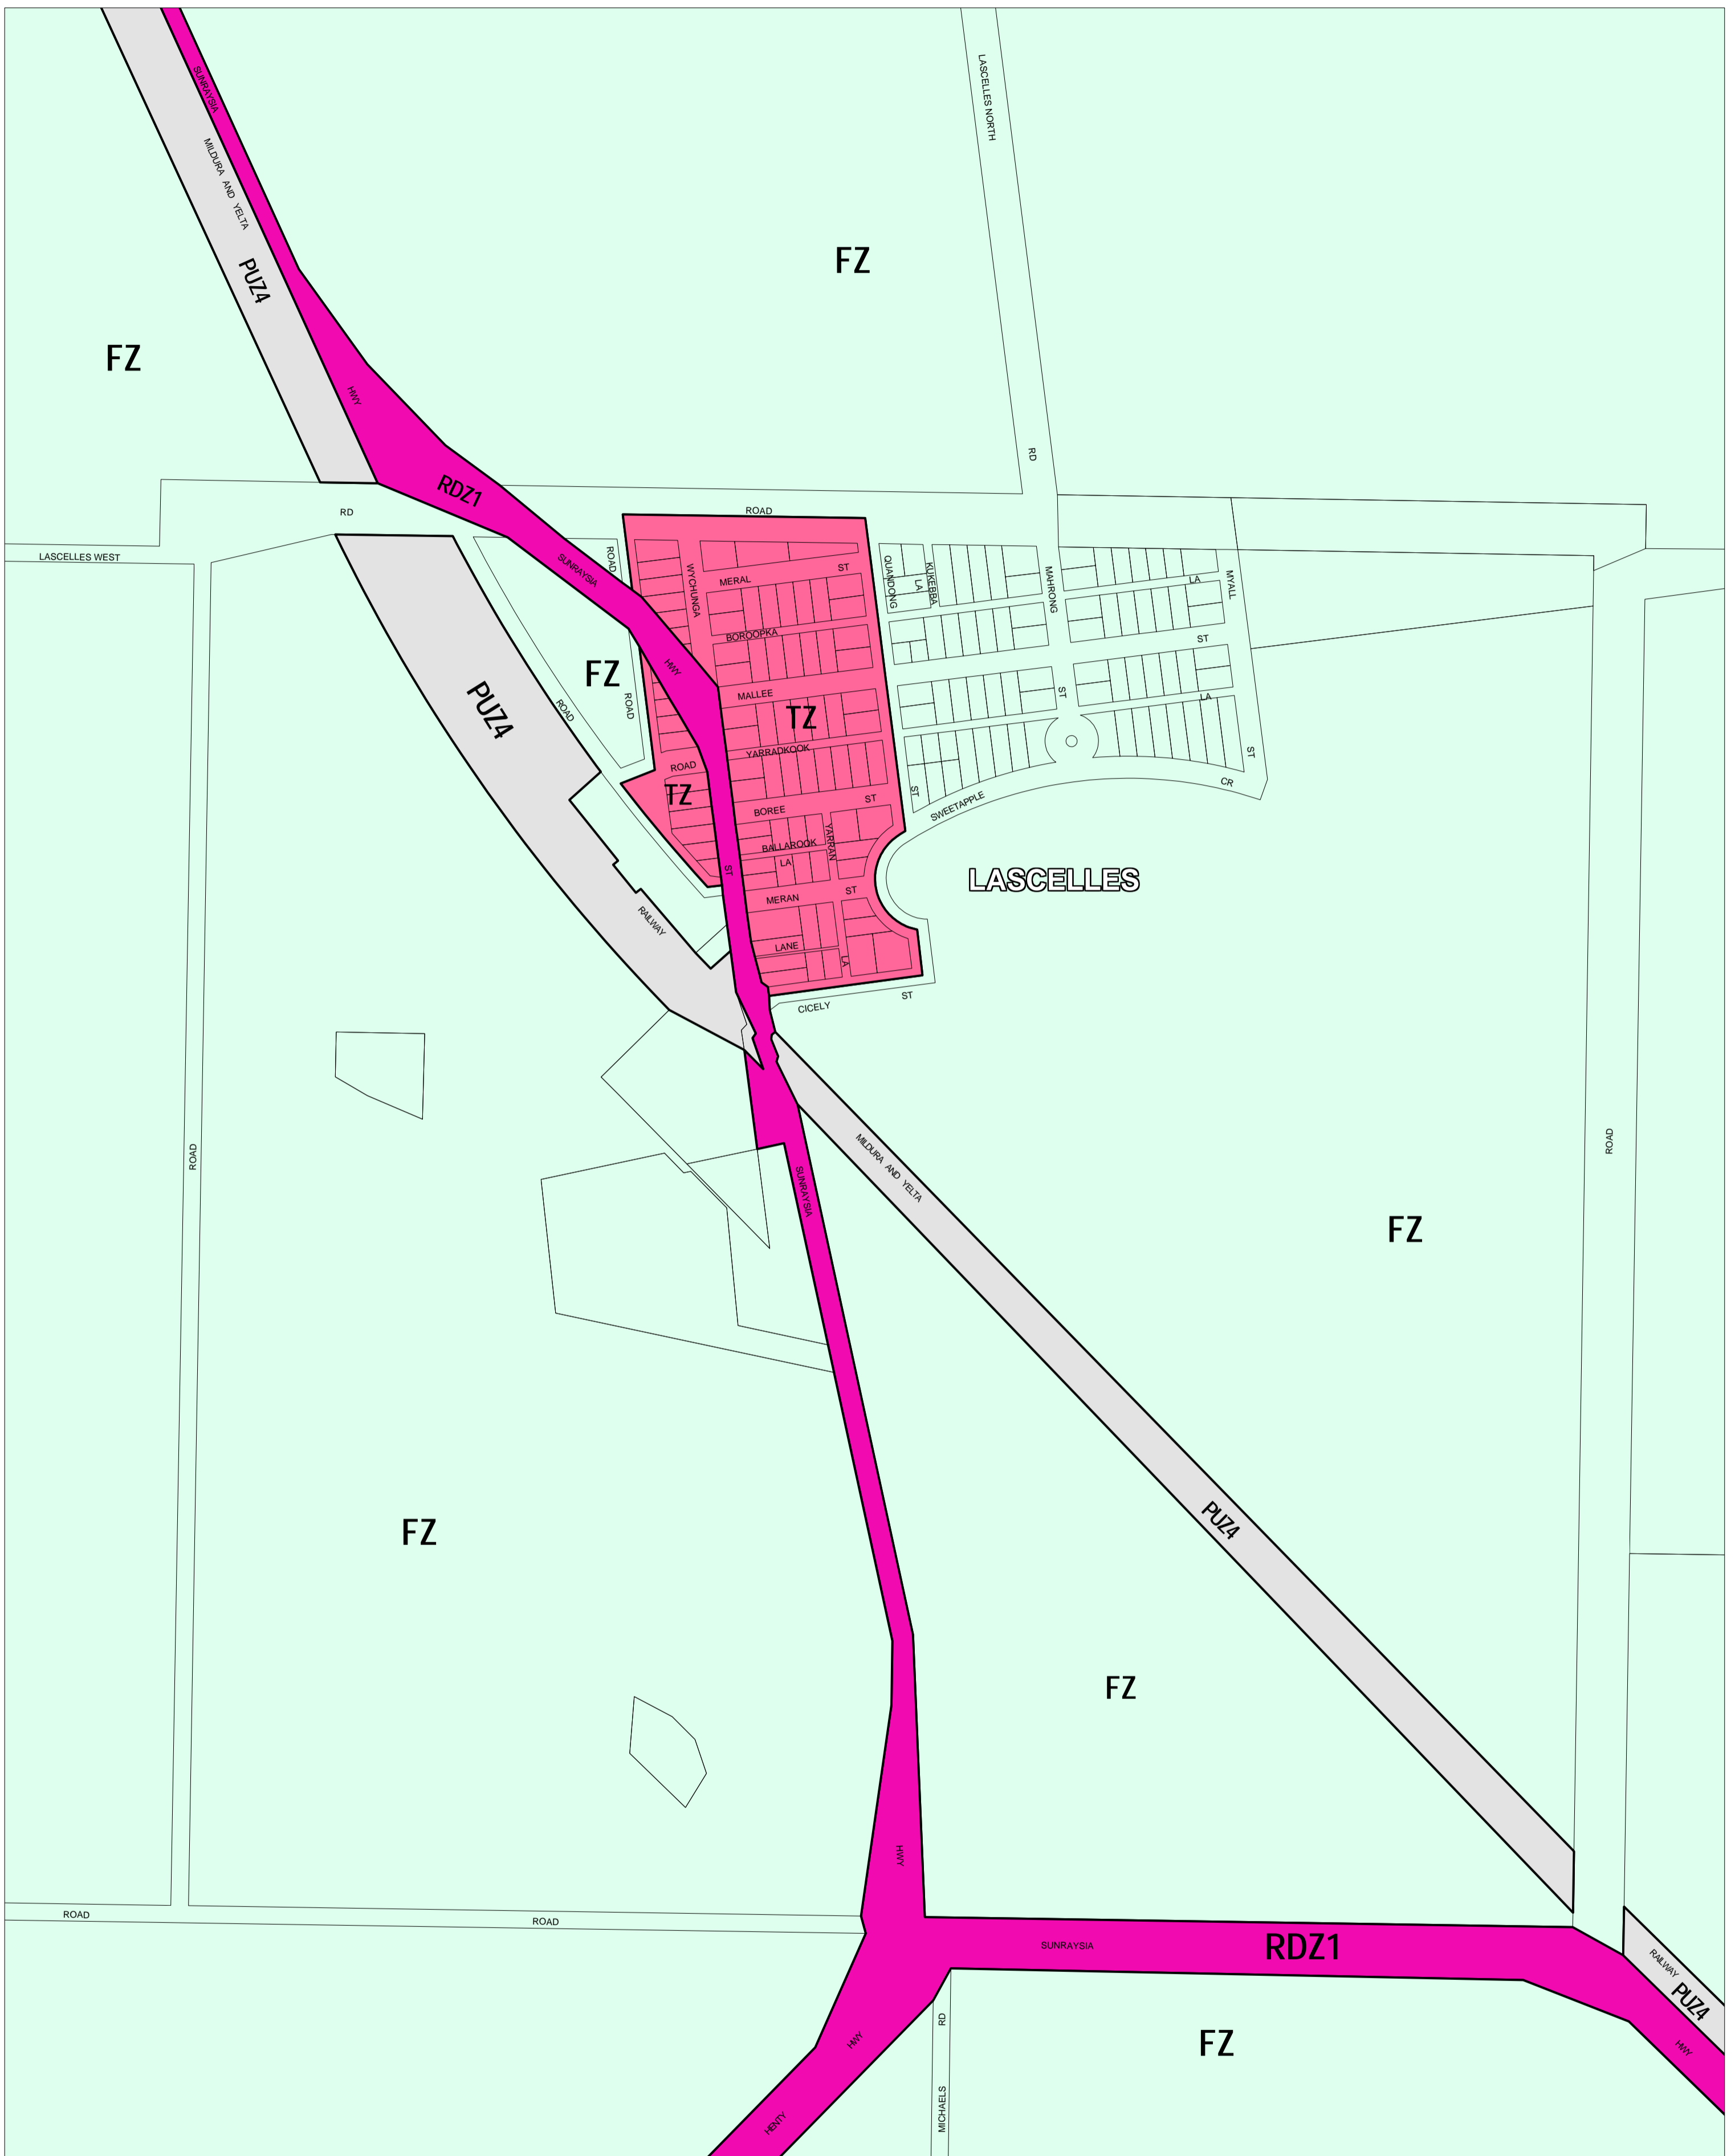 LASCELLES NORTH
SUNRAYSIA
MILDURA AND YELTA
FZ
PUZ4
FZ
HWY
RD
RDZ1
RD
ROAD
LASCELLES WEST
ROAD
SUNRAYSIA
WYCHUNGA
MERAL
ST
QUANDONG
LA
KUKEBBA
MAHRONG
LA
MYALL
BOROOPKA
ST
FZ
HWY
PUZ4
ROAD
ROAD
MALLEE
ST
LA
TZ
YARRADKOOK
ST
ROAD
TZ
CR
ST
SWEETAPPLE
BOREE
ST
YARRAN
BALLAROOK
LA
ST
LASCELLES
MERAN
ST
RAILWAY
LANE
LA
CICELY
ST
ROAD
ROAD
MILDURA AND YELTA
SUNRAYSIA
FZ
PUZ4
FZ
FZ
HWY
ROAD
ROAD
SUNRAYSIA
RDZ1
RAILWAY
PUZ4
RD
HWY
FZ
HWY
MICHAELS
HENTY